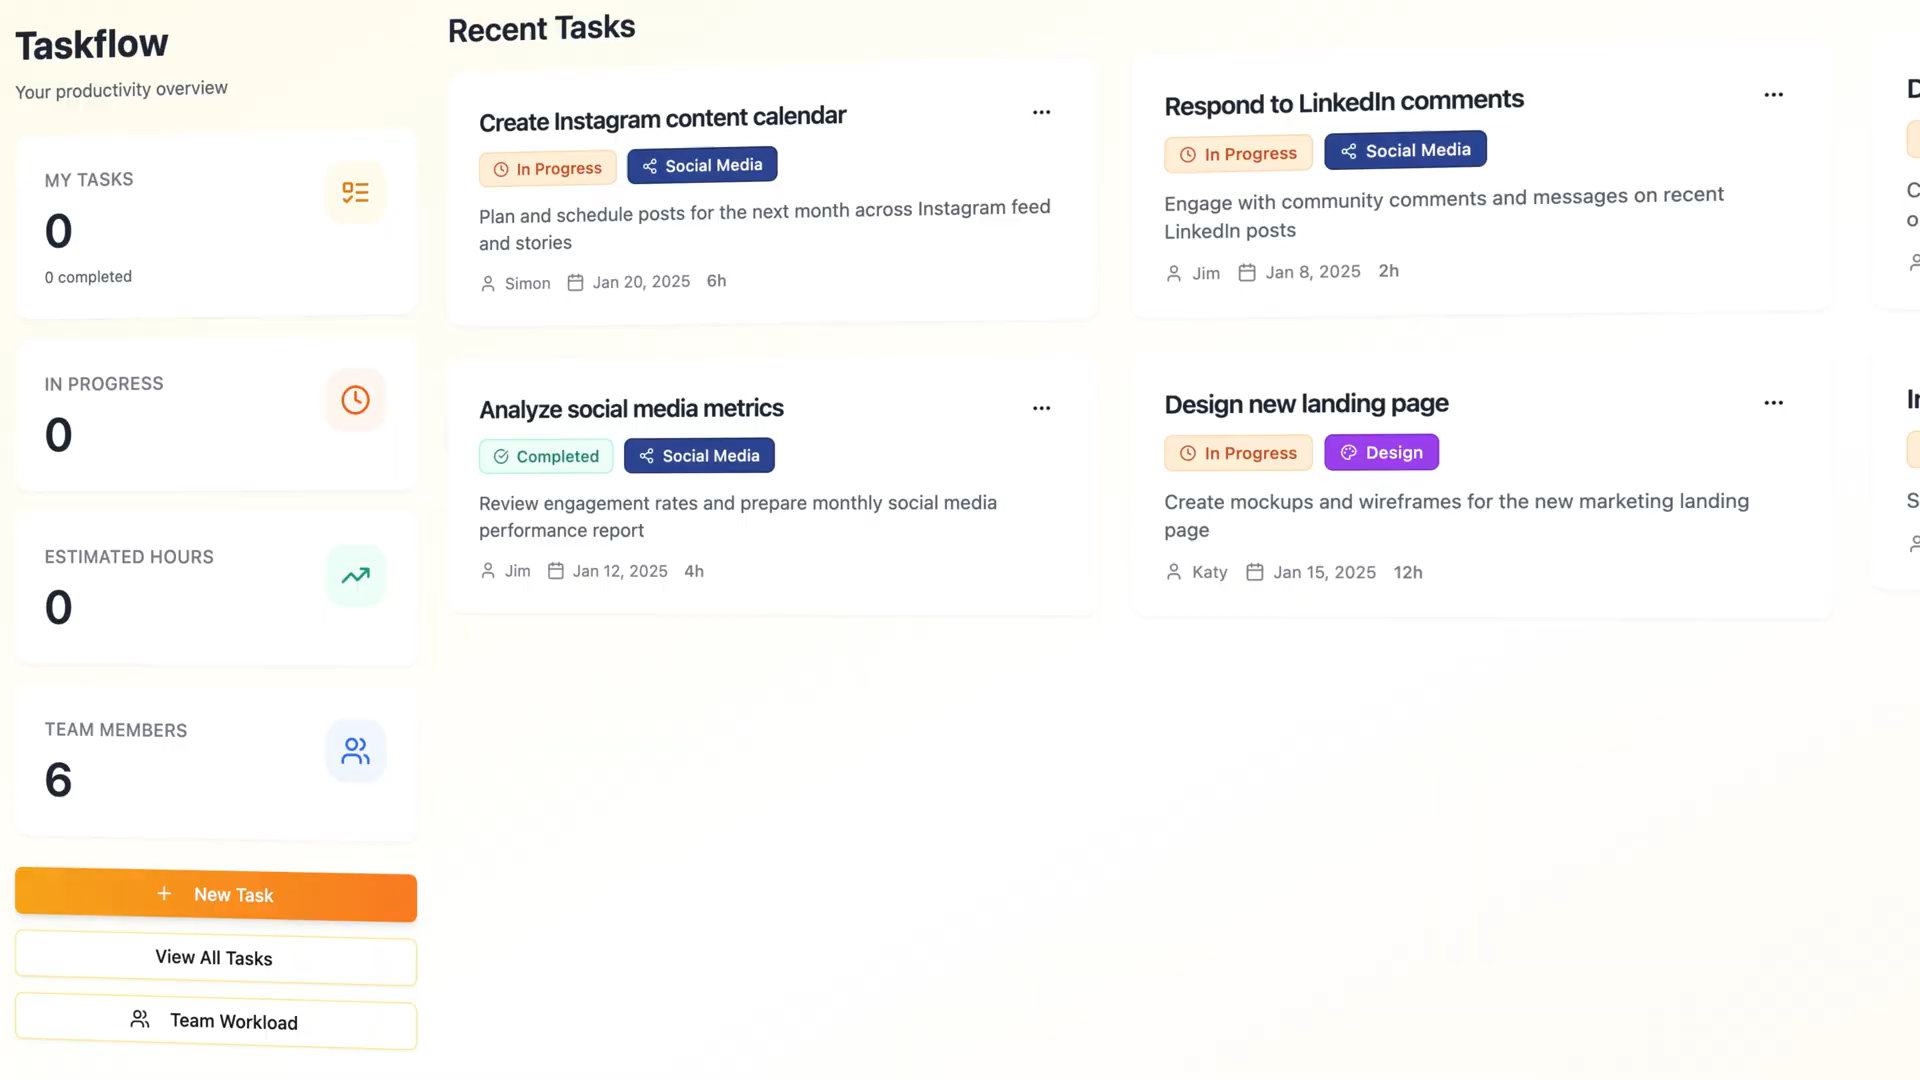 Taskflow
Your productivity overview
MY TASKS
0
0 completed
IN PROGRESS
0
ESTIMATED HOURS
0
TEAM MEMBERS
6
New Task
View All Tasks
Team Workload
Recent Tasks
Create Instagram content calendar
In Progress Social Media
Plan and schedule posts for the next month across Instagram feed
and stories
Simon Jan 20, 2025 6h
Respond to LinkedIn comments
In Progress Social Media
Engage with community comments and messages on recent
LinkedIn posts
Jim Jan 8, 2025 2h
Analyze social media metrics
Completed Social Media
Review engagement rates and prepare monthly social media
performance report
Jim Jan 12, 2025 4h
Design new landing page
In Progress Design
Create mockups and wireframes for the new marketing landing
page
Katy Jan 15, 2025 12h